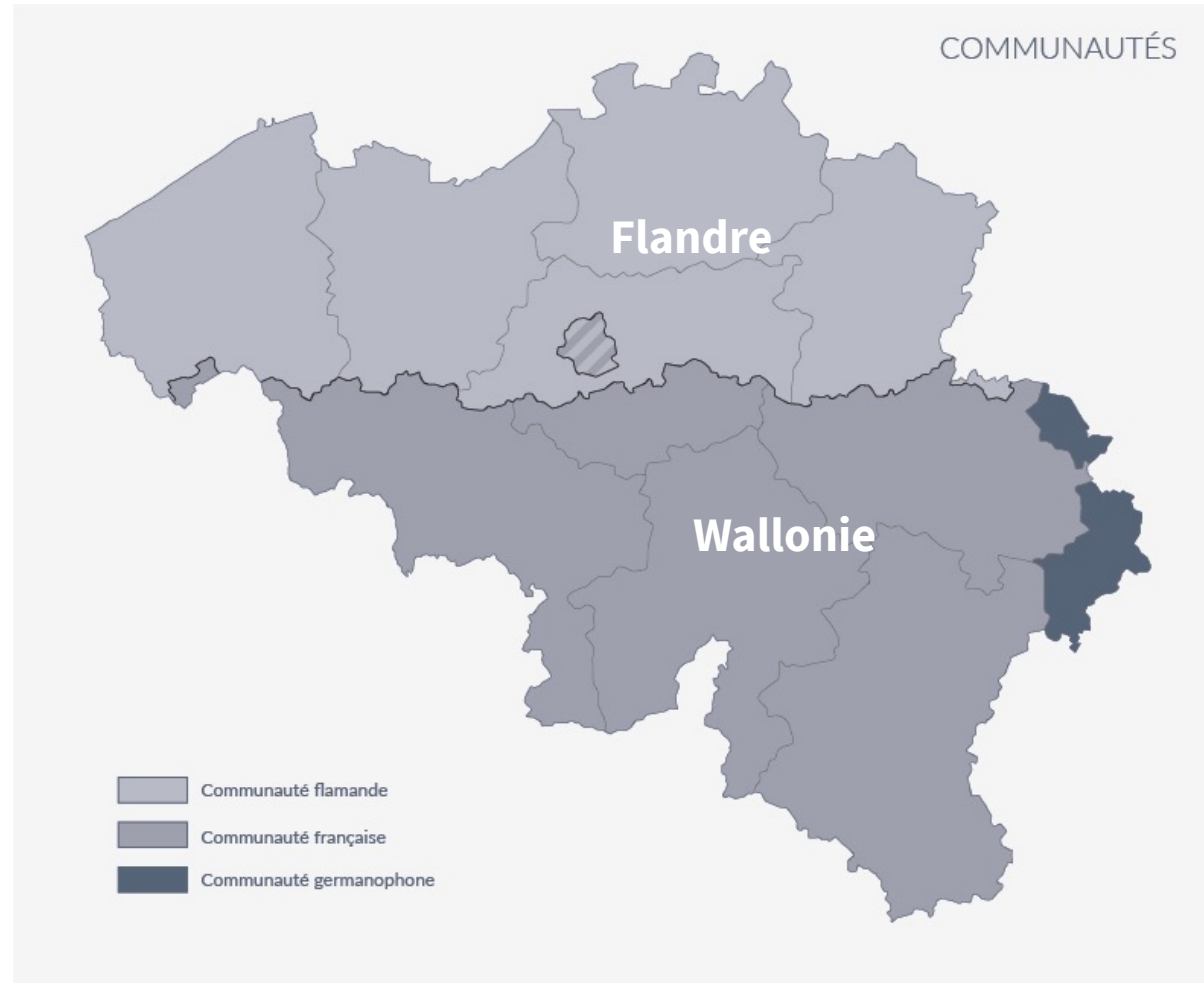 COMMUNAUTÉS
Flandre
Wallonie
Communauté flamande
Communauté française
Communauté germanophone